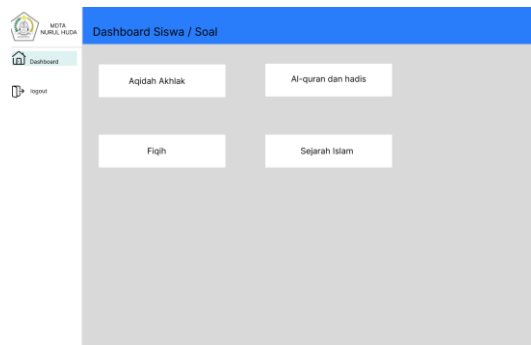 MDTA
NURUL HUDA
Dashboard Siswa / Soal
Dashboard
logout
Aqidah Akhlak
Al-quran dan hadis
Fiqih
Sejarah Islam